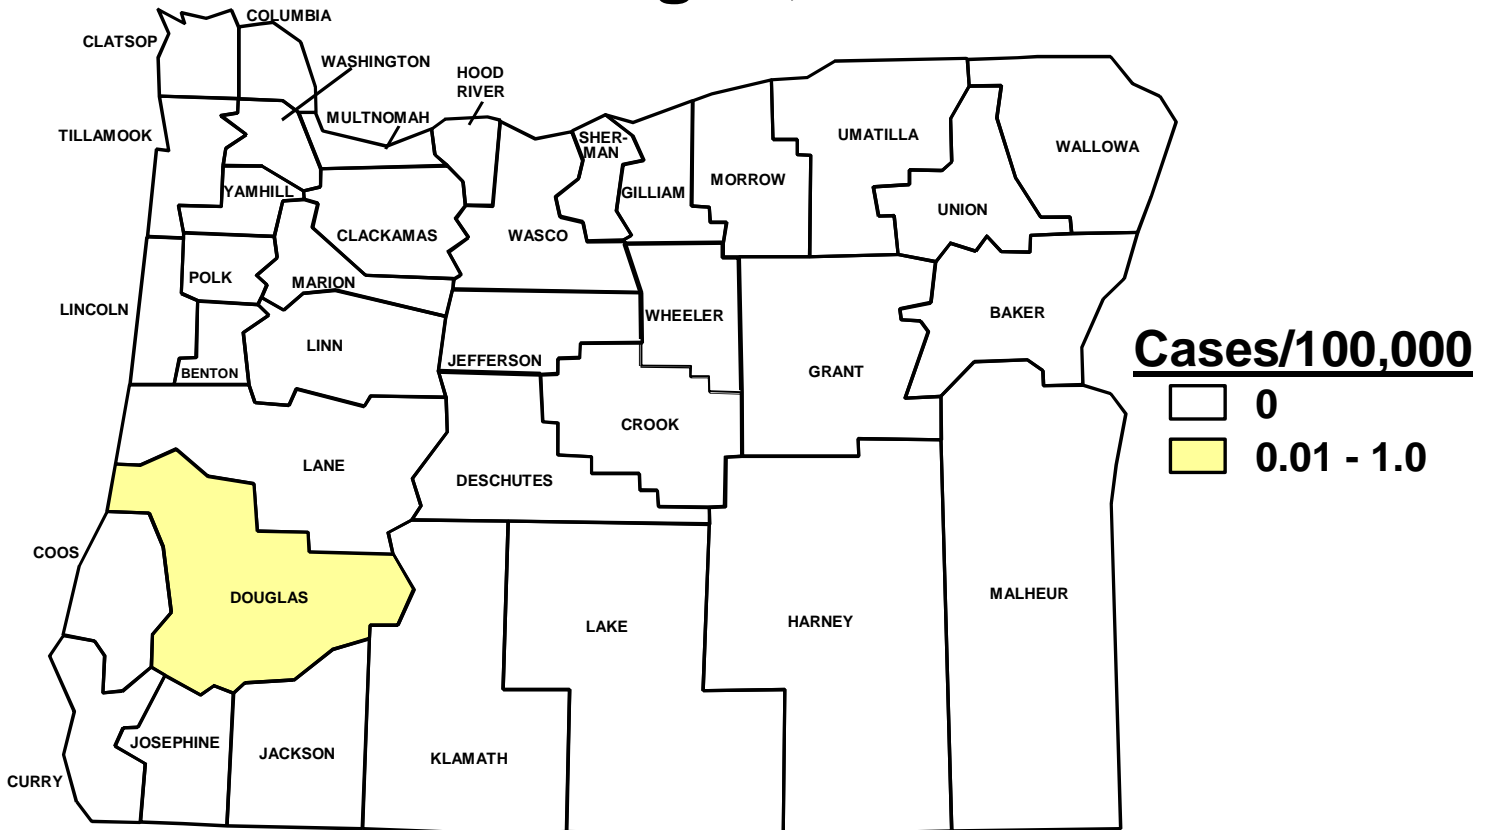 COLUMBIA
CLATSOP
WASHINGTON
HOOD
RIVER
MULTNOMAH
TILLAMOOK
SHER-
MAN
UMATILLA
WALLOWA
YAMHILL
GILLIAM
MORROW
UNION
CLACKAMAS
WASCO
POLK
MARION
LINCOLN
WHEELER
BAKER
LINN
JEFFERSON
BENTON
GRANT
Cases/100,000
0
0.01 - 1.0
CROOK
LANE
DESCHUTES
COOS
DOUGLAS
LAKE
HARNEY
MALHEUR
JOSEPHINE
JACKSON
KLAMATH
CURRY